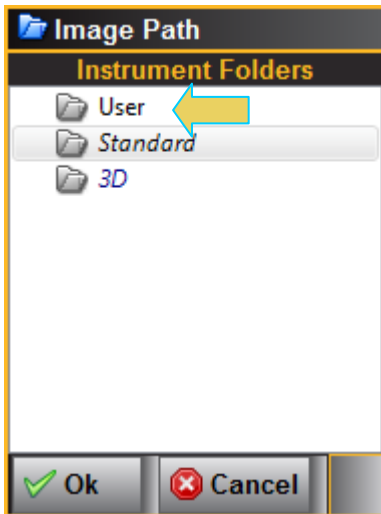 Image Path
Instrument Folders
User
Standard
3D
Ok
Cancel